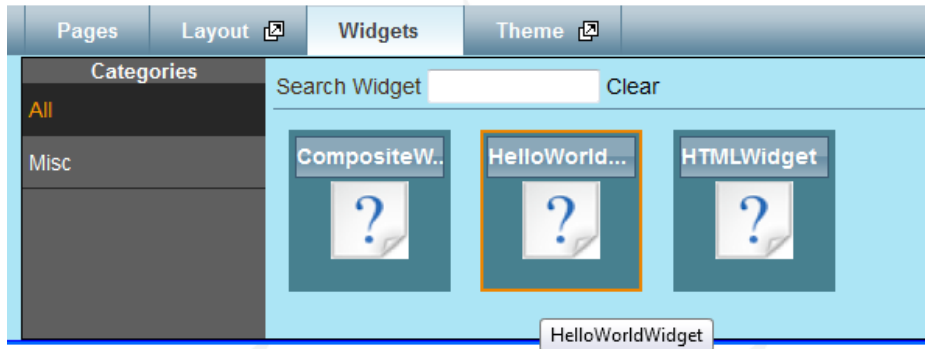 Pages Layout Widgets Theme
Categories
Search Widget Clear
All
Misc
CompositeW.. HelloWorld... HTMLWidget
? ? ?
HelloWorldWidget